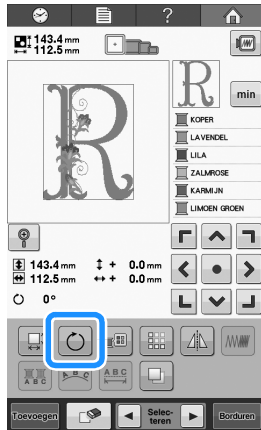 ?
143.4 mm
112.5 mm
R
R
min
KOPER
LAVENDEL
LILA
ZALMROSE
KARMIJN
LIMOEN GROEN
143.4 mm + 0.0 mm
112.5 mm + 0.0 mm
0°
ABC ABC ABC
Toevoegen Selec-teren Borduren